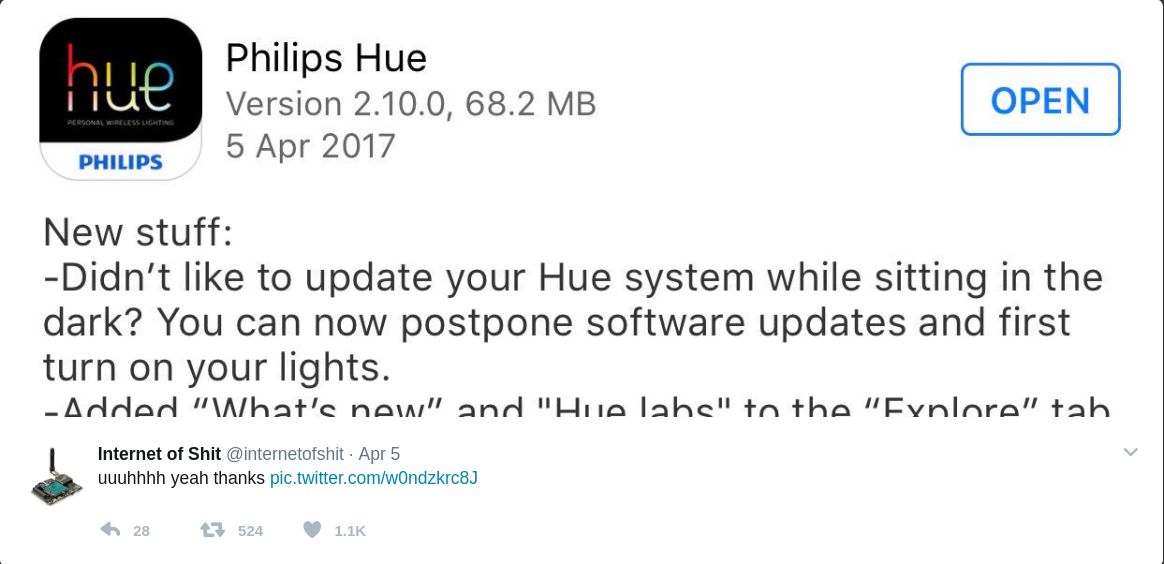 hue
PERSONAL WIRELESS LIGHTING
PHILIPS
Philips Hue
Version 2.10.0, 68.2 MB
5 Apr 2017
OPEN
New stuff:
-Didn’t like to update your Hue system while sitting in the
dark? You can now postpone software updates and first
turn on your lights.
-Added “What’s new” and "Hue labs" to the “Explore” tab
Internet of Shit @internetofshit · Apr 5
uuuhhhh yeah thanks pic.twitter.com/w0ndzkrc8J
28 524 1.1K